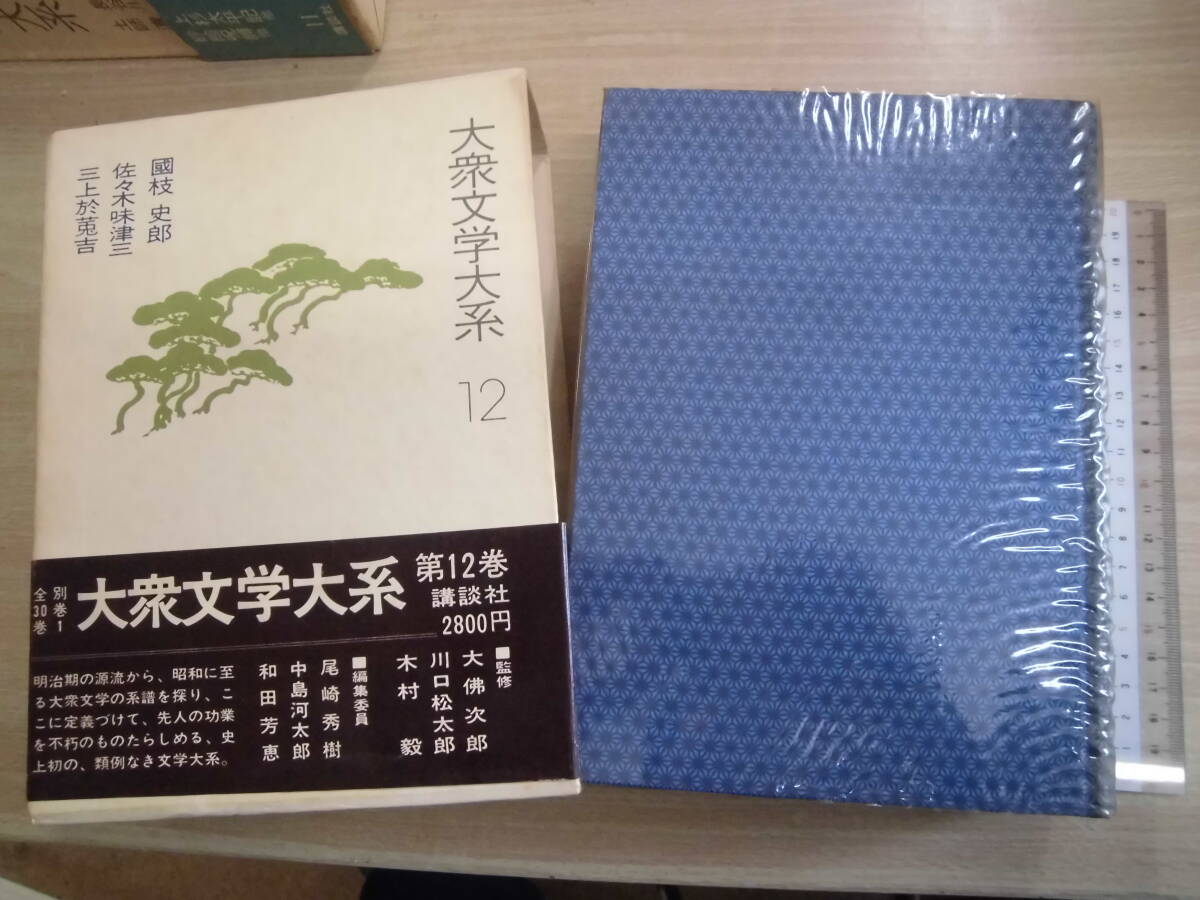 大衆文学大系
12
國枝 史郎
佐々木味津三
三上於菟吉
大衆文学大系
第12巻
講談社
2800円
別巻1
全30巻
■監修
大佛次郎
川口松太郎
木村 毅
■編集委員
尾崎秀樹
中島河太郎
和田芳恵
明治期の源流から、昭和に至
る大衆文学の系譜を探り、こ
こに定義づけて、先人の功業
を不朽のものたらしめる、史
上初の、類例なき文学大系。
大系
11
講談社